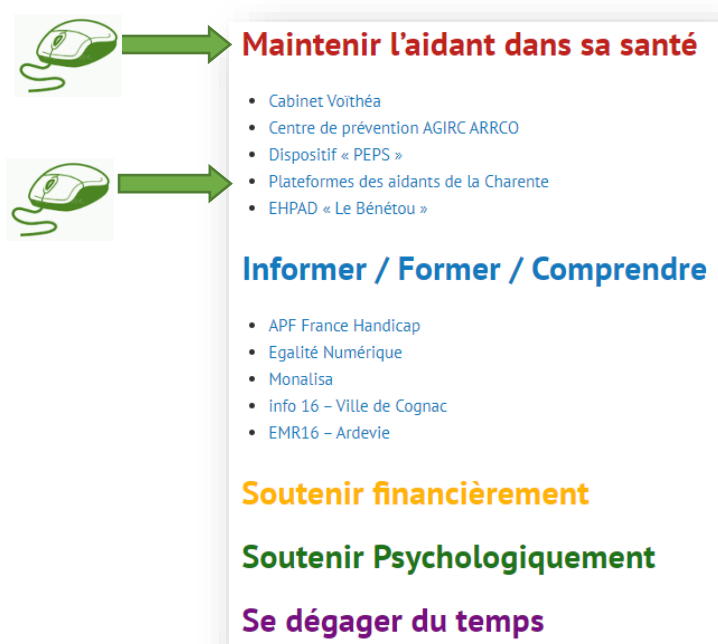 Maintenir l'aidant dans sa santé
• Cabinet Voïthéa
• Centre de prévention AGIRC ARRCO
• Dispositif « PEPS »
• Plateformes des aidants de la Charente
• EHPAD « Le Bénétou »
Informer / Former / Comprendre
• APF France Handicap
• Egalité Numérique
• Monalisa
• info 16 – Ville de Cognac
• EMR16 – Ardevie
Soutenir financièrement
Soutenir Psychologiquement
Se dégager du temps